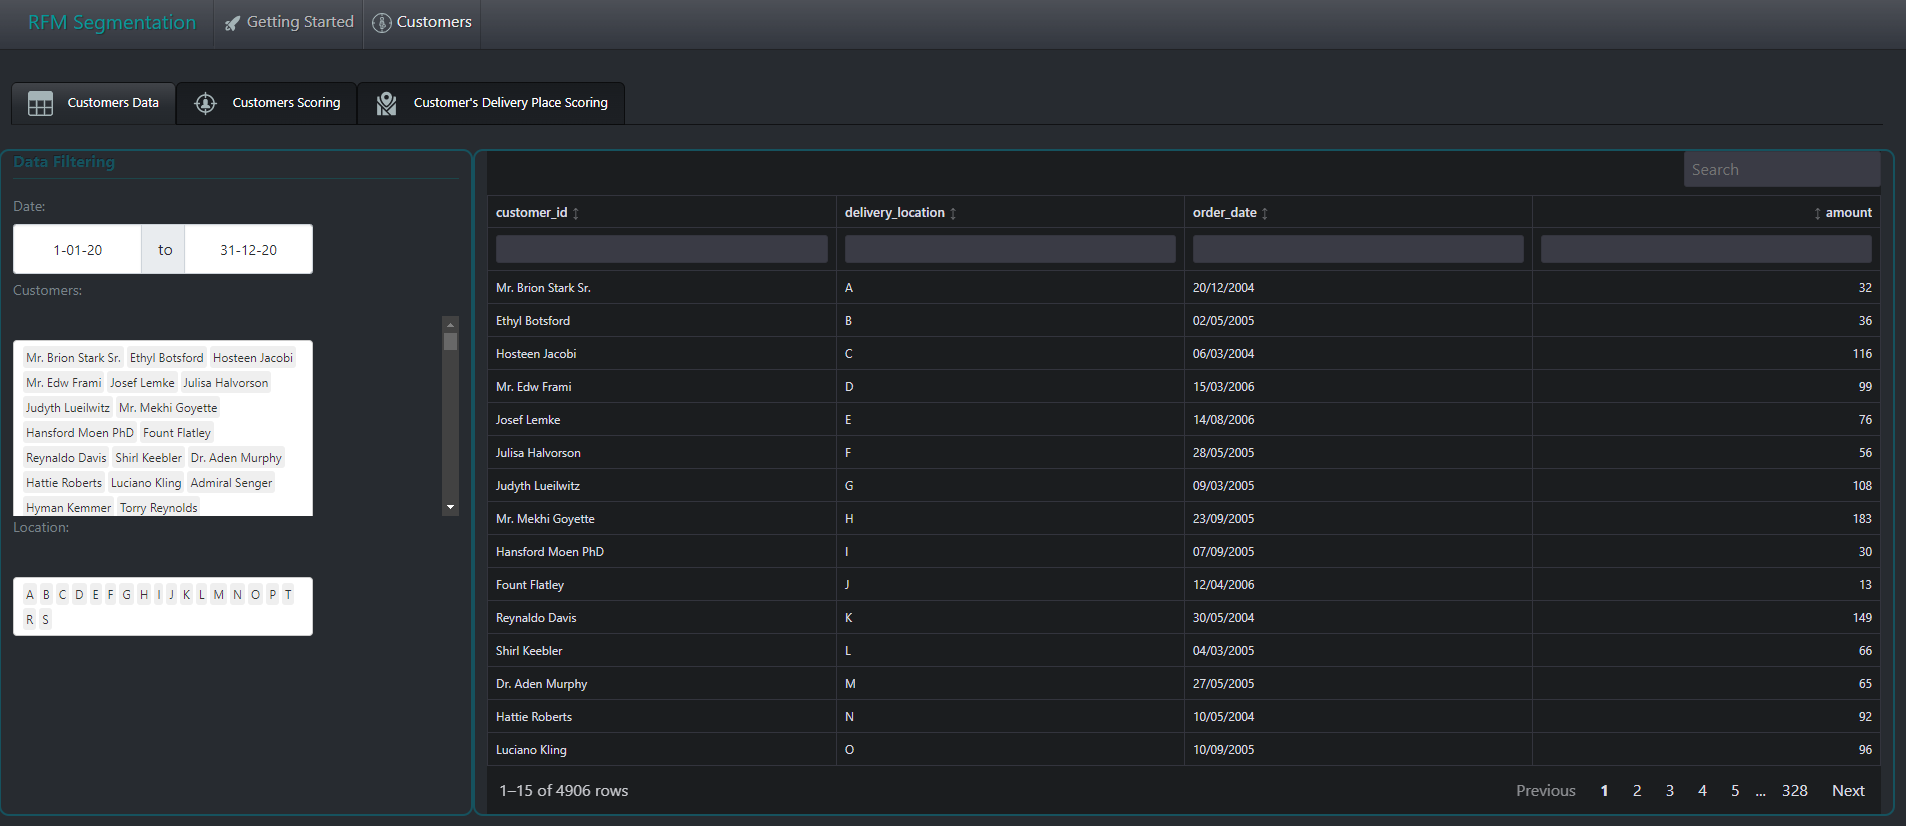 RFM Segmentation Getting Started Customers
Customers Data Customers Scoring Customer's Delivery Place Scoring
Data Filtering
Date:
1-01-20 to 31-12-20
Customers:
Mr. Brion Stark Sr. Ethyl Botsford Hosteen Jacobi
Mr. Edw Frami Josef Lemke Julisa Halvorson
Judyth Lueilwitz Mr. Mekhi Goyette
Hansford Moen PhD Fount Flatley
Reynaldo Davis Shirl Keebler Dr. Aden Murphy
Hattie Roberts Luciano Kling Admiral Senger
Hyman Kemmer Torry Reynolds
Location:
A B C D E F G H I J K L M N O P T
R S
Search
customer_id delivery_location order_date amount
Mr. Brion Stark Sr. A 20/12/2004 32
Ethyl Botsford B 02/05/2005 36
Hosteen Jacobi C 06/03/2004 116
Mr. Edw Frami D 15/03/2006 99
Josef Lemke E 14/08/2006 76
Julisa Halvorson F 28/05/2005 56
Judyth Lueilwitz G 09/03/2005 108
Mr. Mekhi Goyette H 23/09/2005 183
Hansford Moen PhD I 07/09/2005 30
Fount Flatley J 12/04/2006 13
Reynaldo Davis K 30/05/2004 149
Shirl Keebler L 04/03/2005 66
Dr. Aden Murphy M 27/05/2005 65
Hattie Roberts N 10/05/2004 92
Luciano Kling O 10/09/2005 96
1–15 of 4906 rows Previous 1 2 3 4 5 ... 328 Next